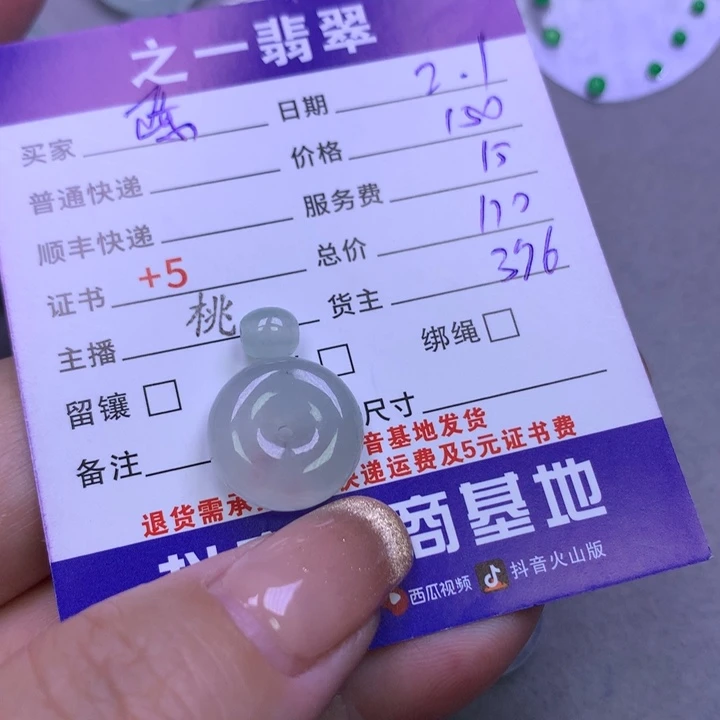 之一翡翠
买家 日期 2.1
普通快递 价格 150
顺丰快递 服务费 15
证书 +5 总价 170
主播 桃 货主 376
留镶 绑绳
备注 尺寸
音基地发货
退货需承 快递运费及5元证书费
商基地
西瓜视频 抖音火山版